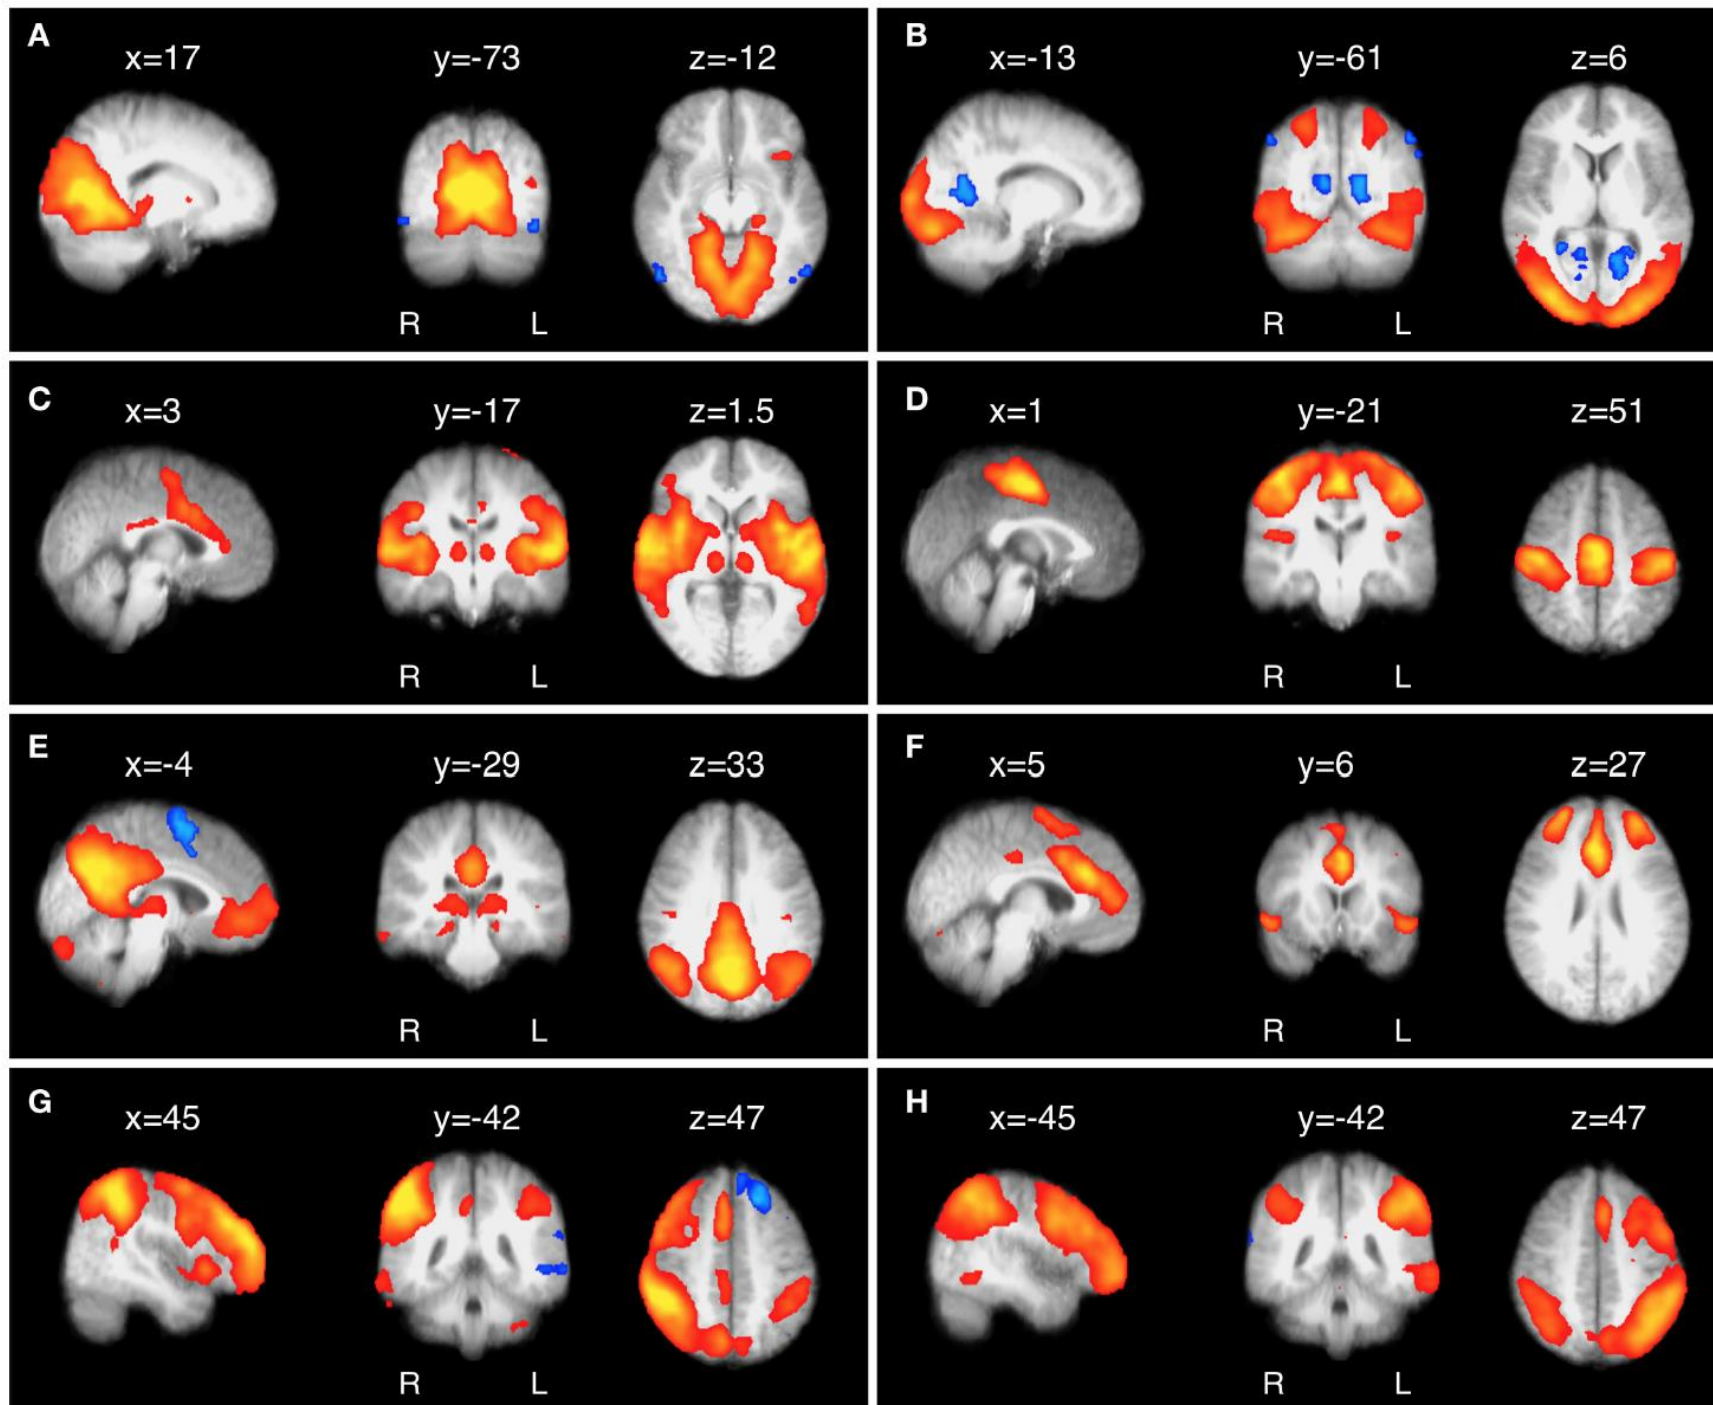 A
x=17 y=-73 z=-12
R L
B
x=-13 y=-61 z=6
R L
C
x=3 y=-17 z=1.5
R L
D
x=1 y=-21 z=51
R L
E
x=-4 y=-29 z=33
R L
F
x=5 y=6 z=27
R L
G
x=45 y=-42 z=47
R L
H
x=-45 y=-42 z=47
R L